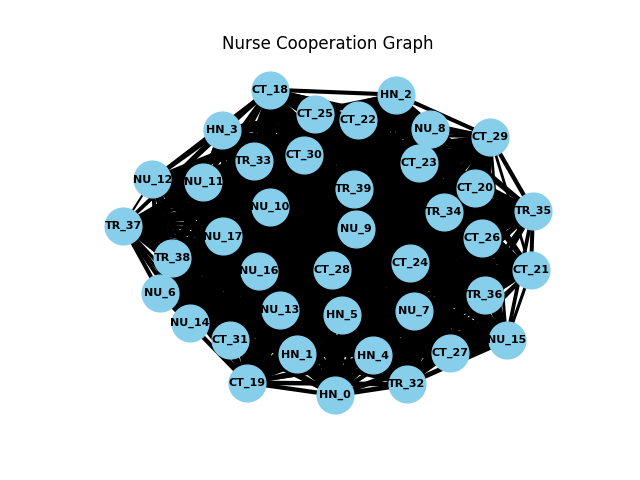 Nurse Cooperation Graph
CT_18
HN_2
CT_25
CT_22
HN_3
NU_8
CT_29
TR_33
CT_30
CT_23
NU_12
NU_11
TR_39
CT_20
NU_10
TR_34
TR_35
TR_37
NU_17
NU_9
CT_26
TR_38
NU_16
CT_28
CT_24
CT_21
NU_6
TR_36
NU_14
NU_13
HN_5
NU_7
CT_31
NU_15
HN_1
HN_4
CT_27
CT_19
HN_0
TR_32